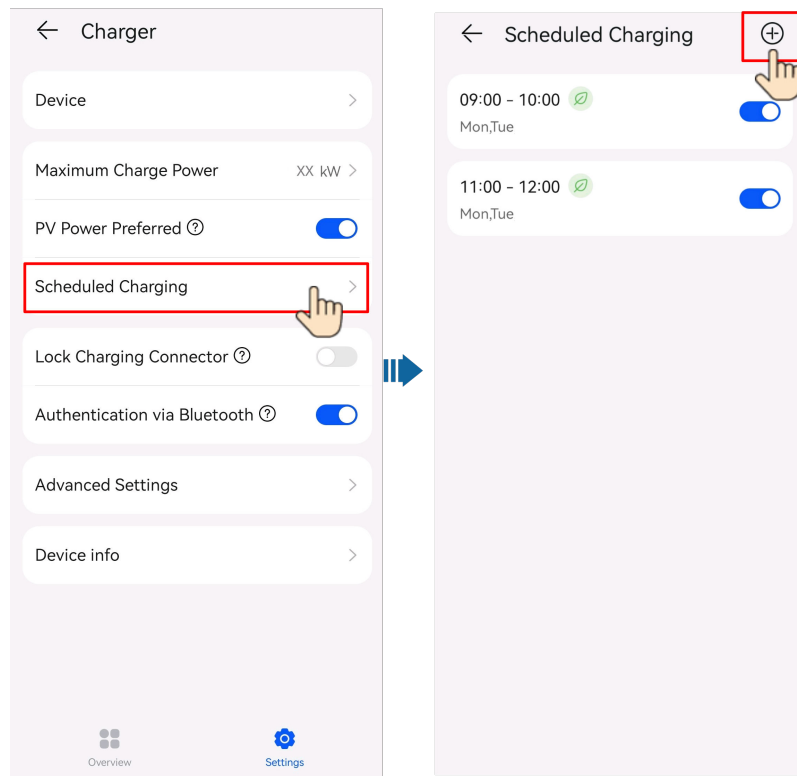 Charger
Device
Maximum Charge Power XX kW
PV Power Preferred
Scheduled Charging
Lock Charging Connector
Authentication via Bluetooth
Advanced Settings
Device info
Overview Settings
Scheduled Charging
09:00 - 10:00
Mon,Tue
11:00 - 12:00
Mon,Tue